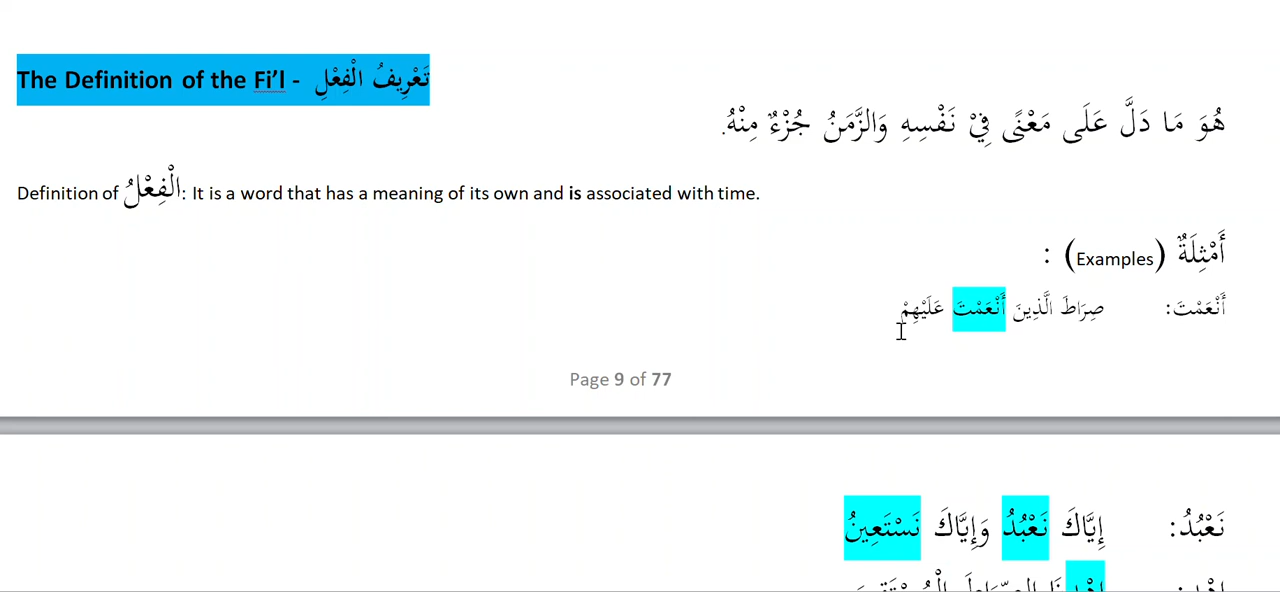 The Definition of the Fi’l - تَعْرِيفُ الْفِعْلِ
هُوَ مَا دَلَّ عَلَى مَعْنًى فِيْ نَفْسِهِ وَالزَّمَنُ جُزْءٌ مِنْهُ.
Definition of الْفِعْلُ: It is a word that has a meaning of its own and is associated with time.
أَمْثِلَةٌ (Examples) :
أَنْعَمْتَ: صِرَاطَ الَّذِينَ أَنْعَمْتَ عَلَيْهِمْ
Page 9 of 77
نَعْبُدُ: إِيَّاكَ نَعْبُدُ وَإِيَّاكَ نَسْتَعِينُ